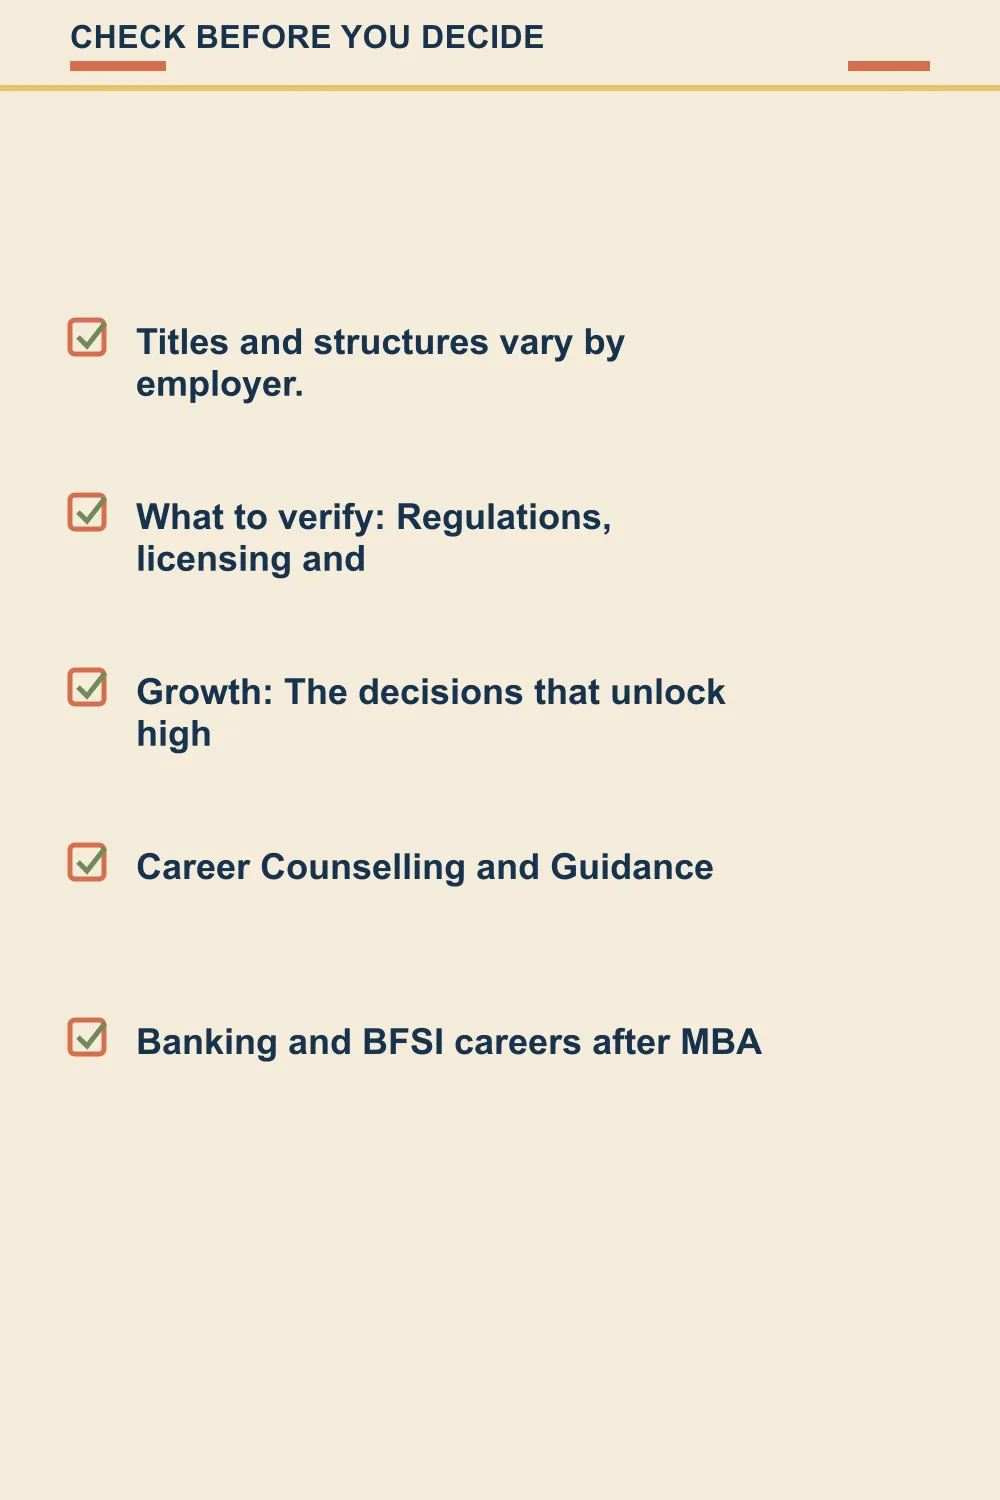 CHECK BEFORE YOU DECIDE
Titles and structures vary by
employer.
What to verify: Regulations,
licensing and
Growth: The decisions that unlock
high
Career Counselling and Guidance
Banking and BFSI careers after MBA